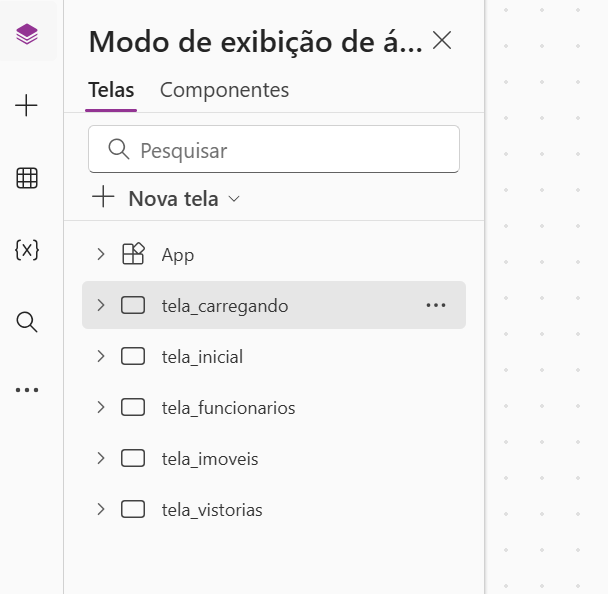 Modo de exibição de á...
Telas Componentes
Pesquisar
Nova tela
{x}
App
tela_carregando
tela_inicial
tela_funcionarios
tela_imoveis
tela_vistorias